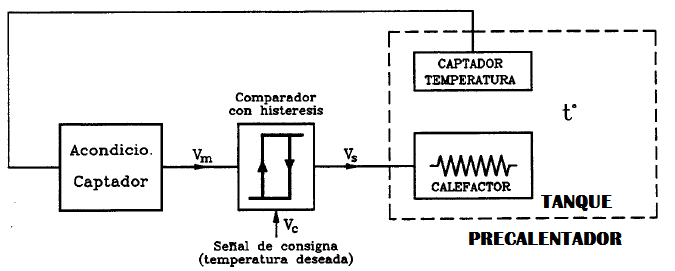 CAPTADOR
TEMPERATURA
t°
Comparador
con histeresis
Acondicio.
Captador
Vm
Vs
CALEFACTOR
TANQUE
Vc
Señal de consigna
(temperatura deseada)
PRECALENTADOR